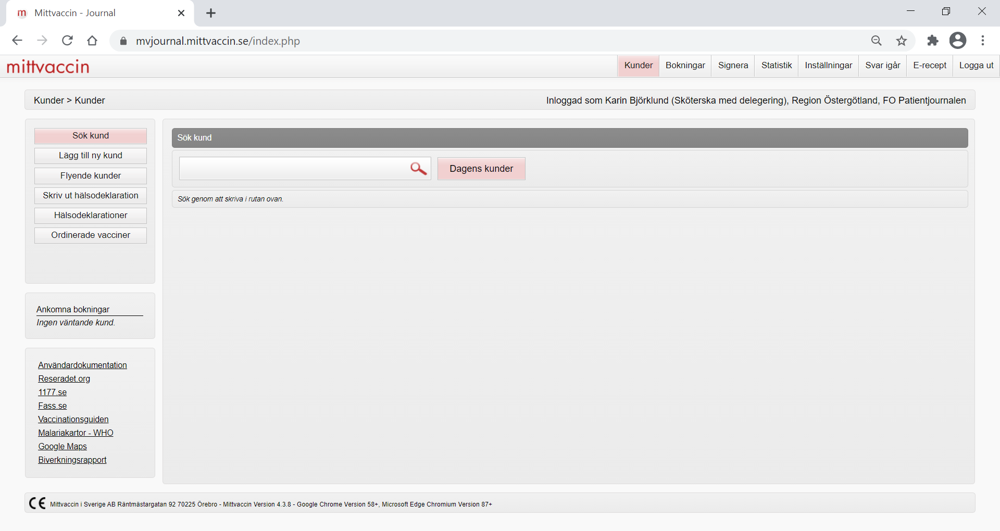 Mittvaccin - Journal
mvjournal.mittvaccin.se/index.php
mittvaccin
Kunder
Bokningar
Signera
Statistik
Inställningar
Svar igår
E-recept
Logga ut
Kunder > Kunder
Inloggad som Karin Björklund (Sköterska med delegering), Region Östergötland, FO Patientjournalen
Sök kund
Lägg till ny kund
Flyende kunder
Skriv ut hälsodeklaration
Hälsodeklarationer
Ordinerade vacciner
Sök kund
Dagens kunder
Sök genom att skriva i rutan ovan.
Ankomna bokningar
Ingen väntande kund.
Användardokumentation
Reseradet.org
1177.se
Fass.se
Vaccinationsguiden
Malariakartor - WHO
Google Maps
Biverkningsrapport
CE Mittvaccin i Sverige AB Räntmästargatan 92 70225 Örebro - Mittvaccin Version 4.3.8 - Google Chrome Version 58+, Microsoft Edge Chromium Version 87+